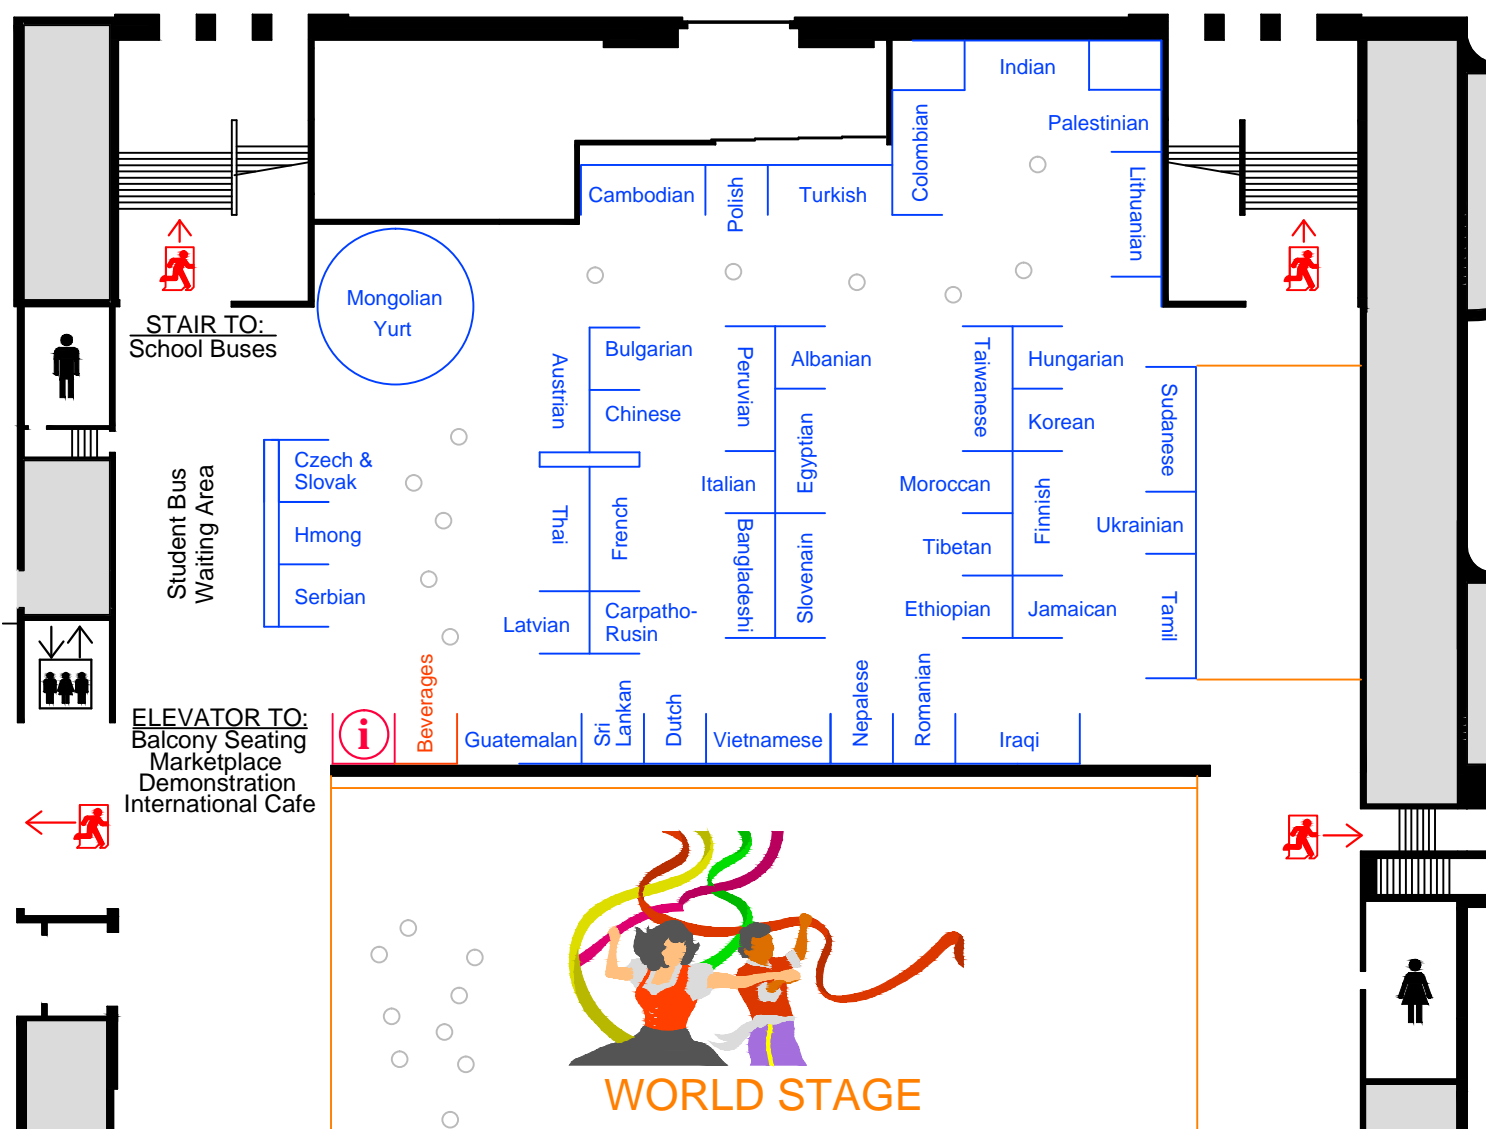 Indian
Colombian
Palestinian
Lithuanian
Cambodian
Polish
Turkish
Mongolian
Yurt
STAIR TO:
School Buses
Austrian
Bulgarian
Chinese
Peruvian
Albanian
Egyptian
Taiwanese
Hungarian
Korean
Sudanese
Student Bus
Waiting Area
Czech &
Slovak
Hmong
Serbian
Thai
French
Italian
Bangladeshi
Slovenain
Moroccan
Tibetan
Finnish
Ukrainian
Latvian
Carpatho-
Rusin
Ethiopian
Jamaican
Tamil
ELEVATOR TO:
Balcony Seating
Marketplace
Demonstration
International Cafe
i
Beverages
Guatemalan
Sri
Lankan
Dutch
Vietnamese
Nepalese
Romanian
Iraqi
WORLD STAGE